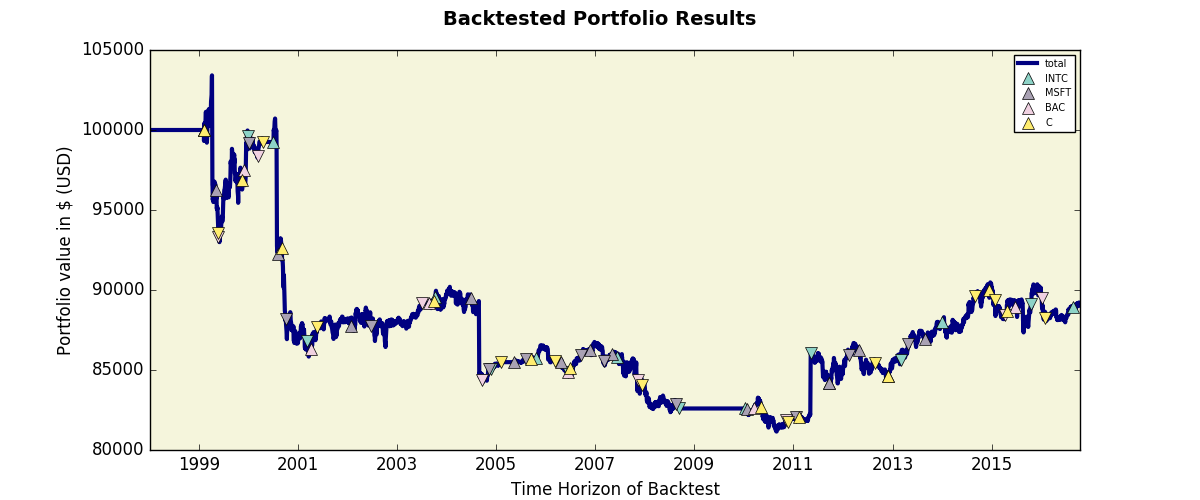 Backtested Portfolio Results
105000
100000
95000
90000
85000
80000
Portfolio value in $ (USD)
total
INTC
MSFT
BAC
C
1999
2001
2003
2005
2007
2009
2011
2013
2015
Time Horizon of Backtest